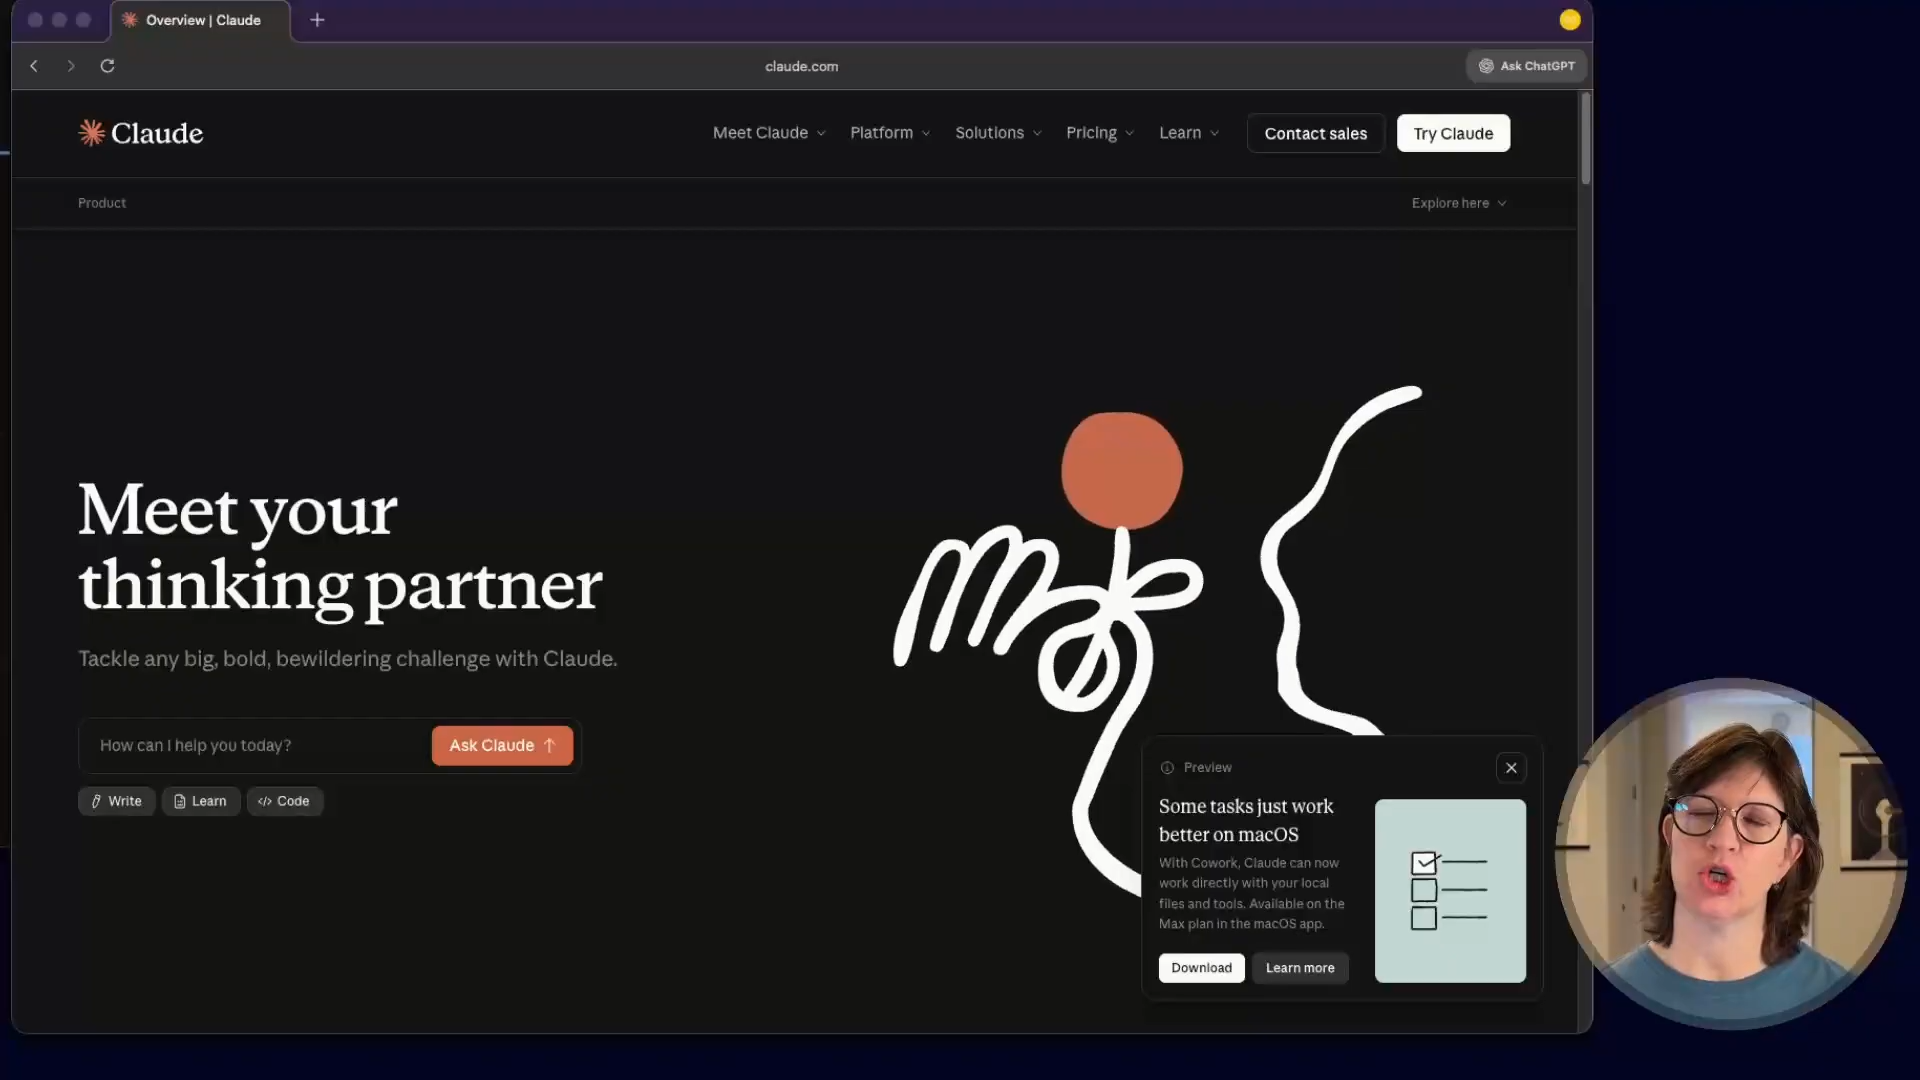 Overview | Claude
claude.com
Ask ChatGPT
Claude
Meet Claude
Platform
Solutions
Pricing
Learn
Contact sales
Try Claude
Product
Explore here
Meet your
thinking partner
Tackle any big, bold, bewildering challenge with Claude.
How can I help you today?
Ask Claude
Write
Learn
Code
Preview
Some tasks just work
better on macOS
With Cowork, Claude can now
work directly with your local
files and tools. Available on the
Max plan in the macOS app.
Download
Learn more